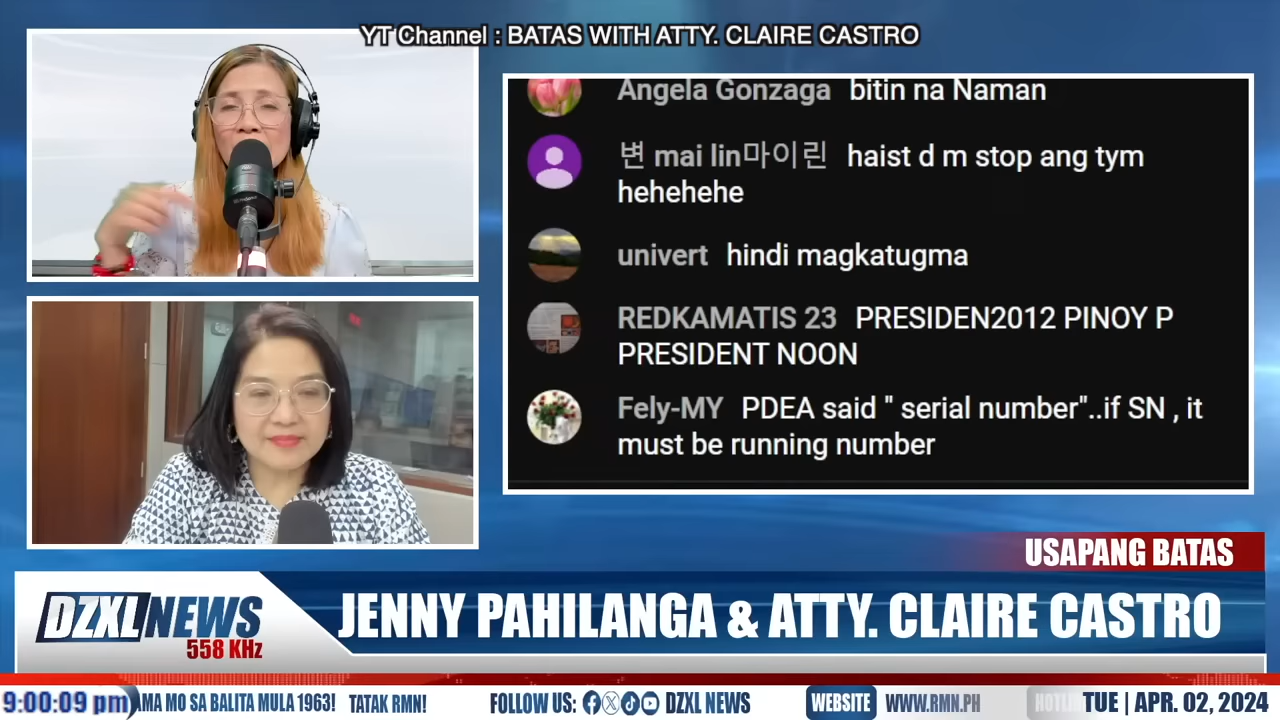 YT Channel : BATAS WITH ATTY. CLAIRE CASTRO
Angela Gonzaga bitin na Naman
변 mai lin마이린 haist d m stop ang tym
hehehehe
univert hindi magkatugma
REDKAMATIS 23 PRESIDEN2012 PINOY P
PRESIDENT NOON
Fely-MY PDEA said " serial number"..if SN , it
must be running number
USAPANG BATAS
DZXL NEWS
558 KHz
JENNY PAHILANGA & ATTY. CLAIRE CASTRO
9:00:09 pm AMA MO SA BALITA MULA 1963! TATAK RMN! FOLLOW US: DZXL NEWS WEBSITE WWW.RMN.PH HOTLI TUE | APR. 02, 2024